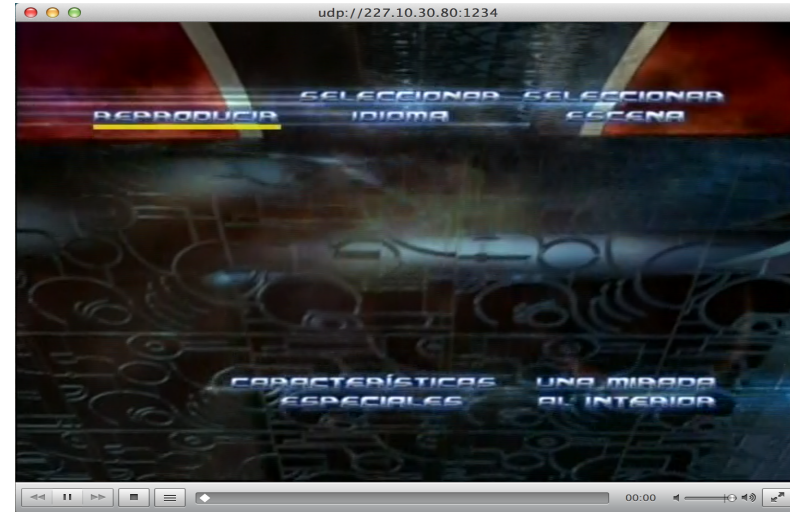 udp://227.10.30.80:1234
REPRODUCIR
SELECCIONAR
IDIOMA
SELECCIONAR
ESCENA
CARACTERÍSTICAS
ESPECIALES
UNA MIRADA
AL INTERIOR
00:00